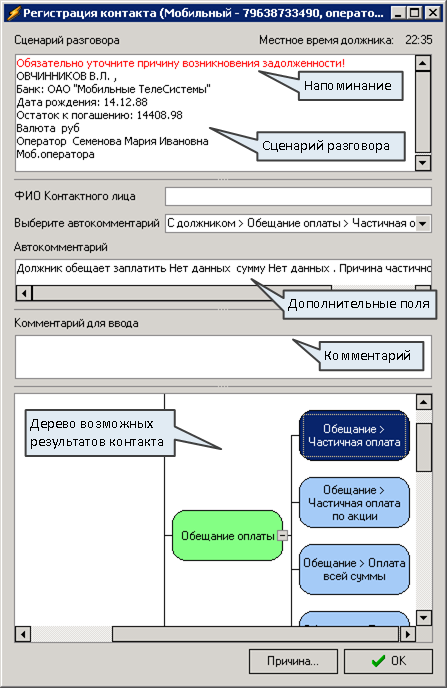 Регистрация контакта (Мобильный - 79638733490, операто...
Сценарий разговора
Местное время должника: 22:35
Обязательно уточните причину возникновения задолженности!
ОВЧИННИКОВ В.Л. ,
Банк: ОАО "Мобильные ТелеСистемы"
Дата рождения: 14.12.88
Остаток к погашению: 14408.98
Валюта руб
Оператор Семенова Мария Ивановна
Моб.оператора
Напоминание
Сценарий разговора
ФИО Контактного лица
Выберите автокомментарий
С должником > Обещание оплаты > Частичная о
Автокомментарий
Должник обещает заплатить Нет данных сумму Нет данных . Причина частично
Дополнительные поля
Комментарий для ввода
Комментарий
Дерево возможных
результатов контакта
Обещание >
Частичная оплата
Обещание >
Частичная оплата
по акции
Обещание оплаты
Обещание > Оплата
всей суммы
Причина...
OK